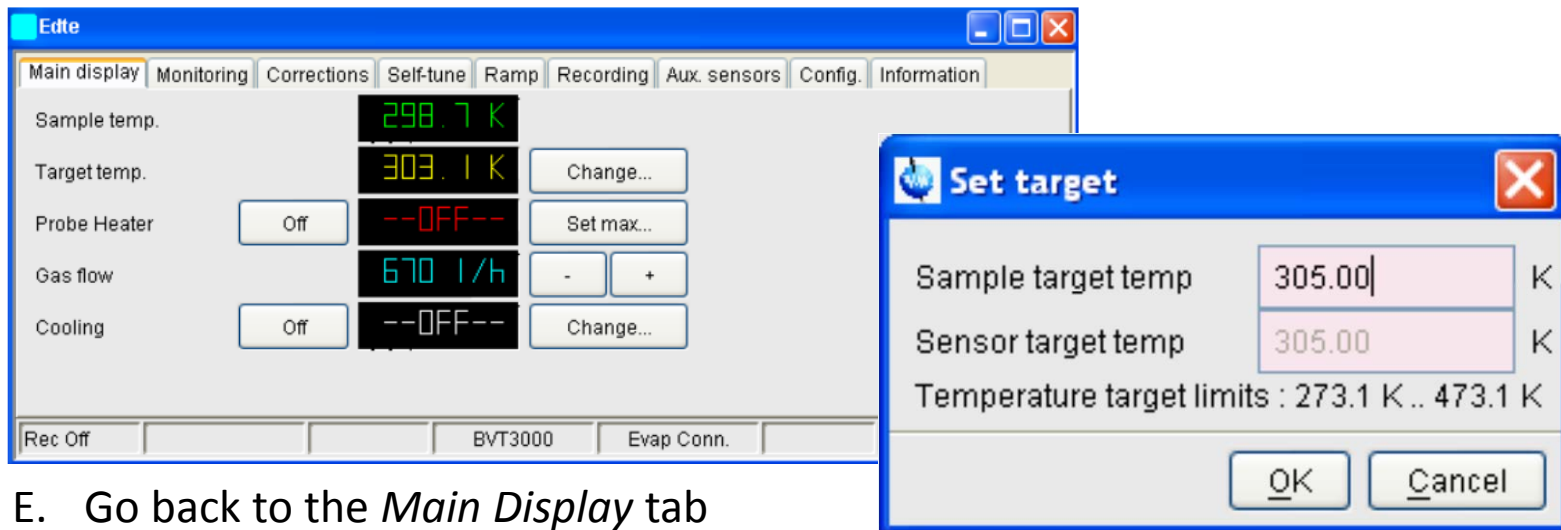 Edte
Main display Monitoring Corrections Self-tune Ramp Recording Aux. sensors Config. Information
Sample temp. 298.7 K
Target temp. 303.1 K Change...
Probe Heater Off --OFF-- Set max...
Gas flow 670 l/h - +
Cooling Off --OFF-- Change...
Rec Off BVT3000 Evap Conn.
Set target
Sample target temp 305.00 K
Sensor target temp 305.00 K
Temperature target limits : 273.1 K .. 473.1 K
OK Cancel
E. Go back to the Main Display tab